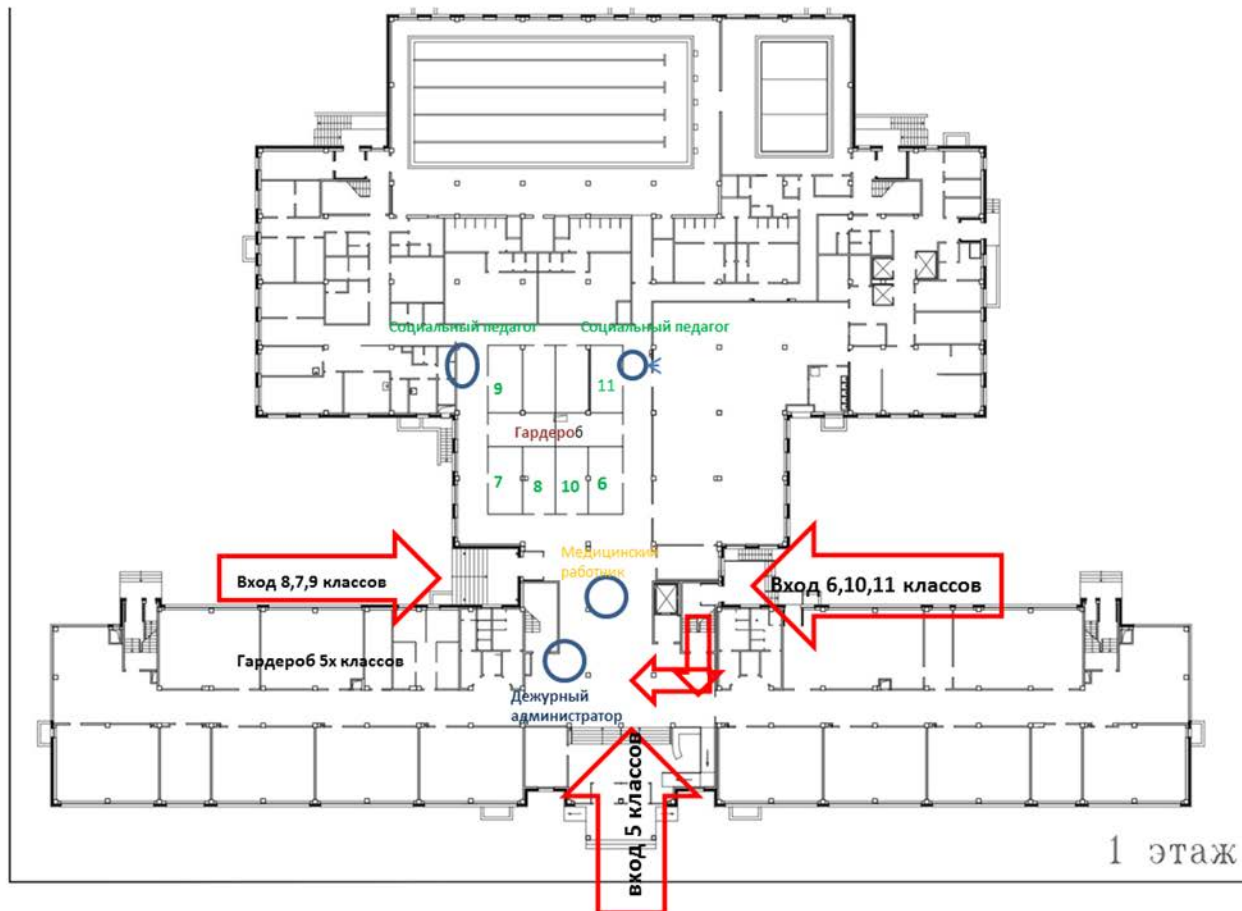 Социальный педагог
Социальный педагог
9
11
Гардероб
7
8
10
6
Медицинский
работник
Вход 8,7,9 классов
Вход 6,10,11 классов
Гардероб 5х классов
Дежурный
администратор
вход 5 классов
1 этаж